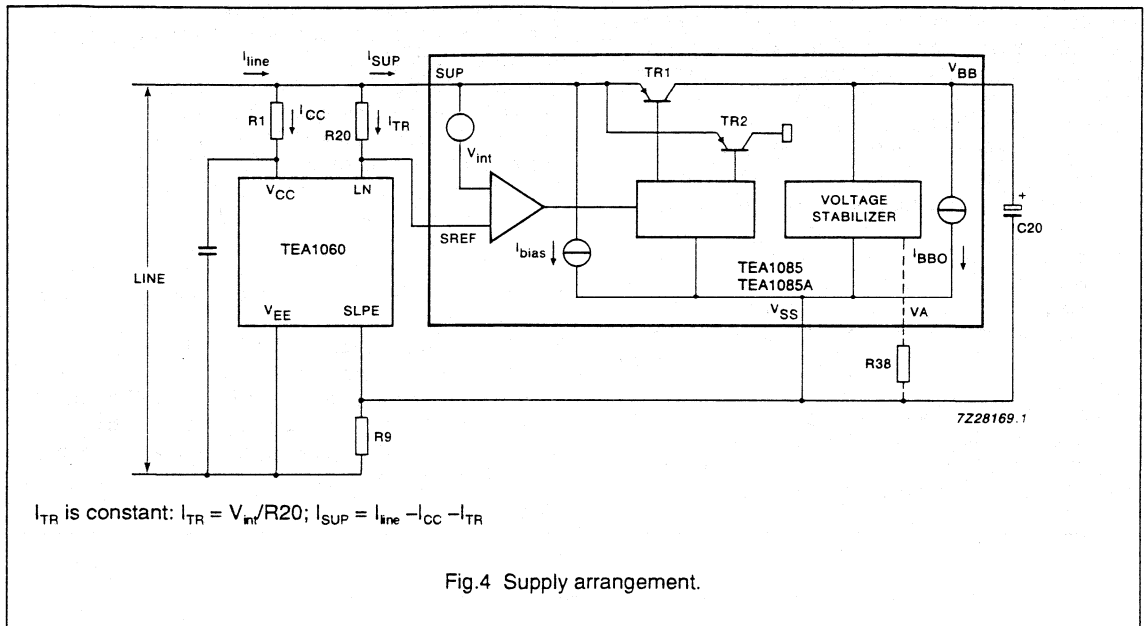 I_line
I_SUP
SUP
TR1
V_BB
R1
I_CC
R20
I_TR
TR2
V_int
V_CC
LN
SREF
VOLTAGE
STABILIZER
+
C20
TEA1060
I_bias
I_BBO
LINE
TEA1085
TEA1085A
V_EE
SLPE
V_SS
VA
R38
7Z28169.1
R9
I_TR is constant: I_TR = V_int/R20; I_SUP = I_line –I_CC –I_TR
Fig.4 Supply arrangement.